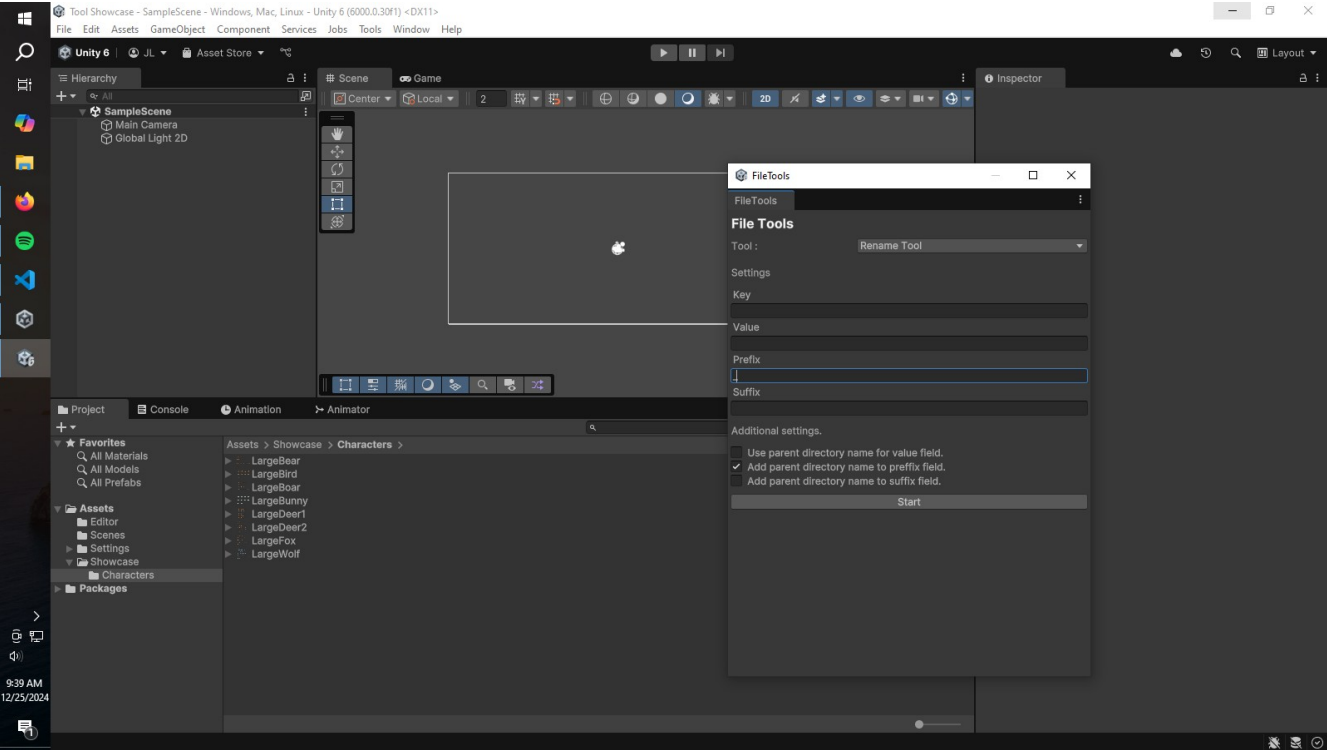 Tool Showcase - SampleScene - Windows, Mac, Linux - Unity 6 (6000.0.30f1) <DX11>
File Edit Assets GameObject Component Services Jobs Tools Window Help
Unity 6 JL Asset Store Layout
Hierarchy
All
SampleScene
Main Camera
Global Light 2D
Scene Game
Center Local 2 2D
Inspector
FileTools
FileTools
File Tools
Tool : Rename Tool
Settings
Key
Value
Prefix
_
Suffix
Additional settings.
Use parent directory name for value field.
Add parent directory name to preffix field.
Add parent directory name to suffix field.
Start
Project Console Animation Animator
Favorites
All Materials
All Models
All Prefabs
Assets
Editor
Scenes
Settings
Showcase
Characters
Packages
Assets > Showcase > Characters >
LargeBear
LargeBird
LargeBoar
LargeBunny
LargeDeer1
LargeDeer2
LargeFox
LargeWolf
9:39 AM
12/25/2024
1